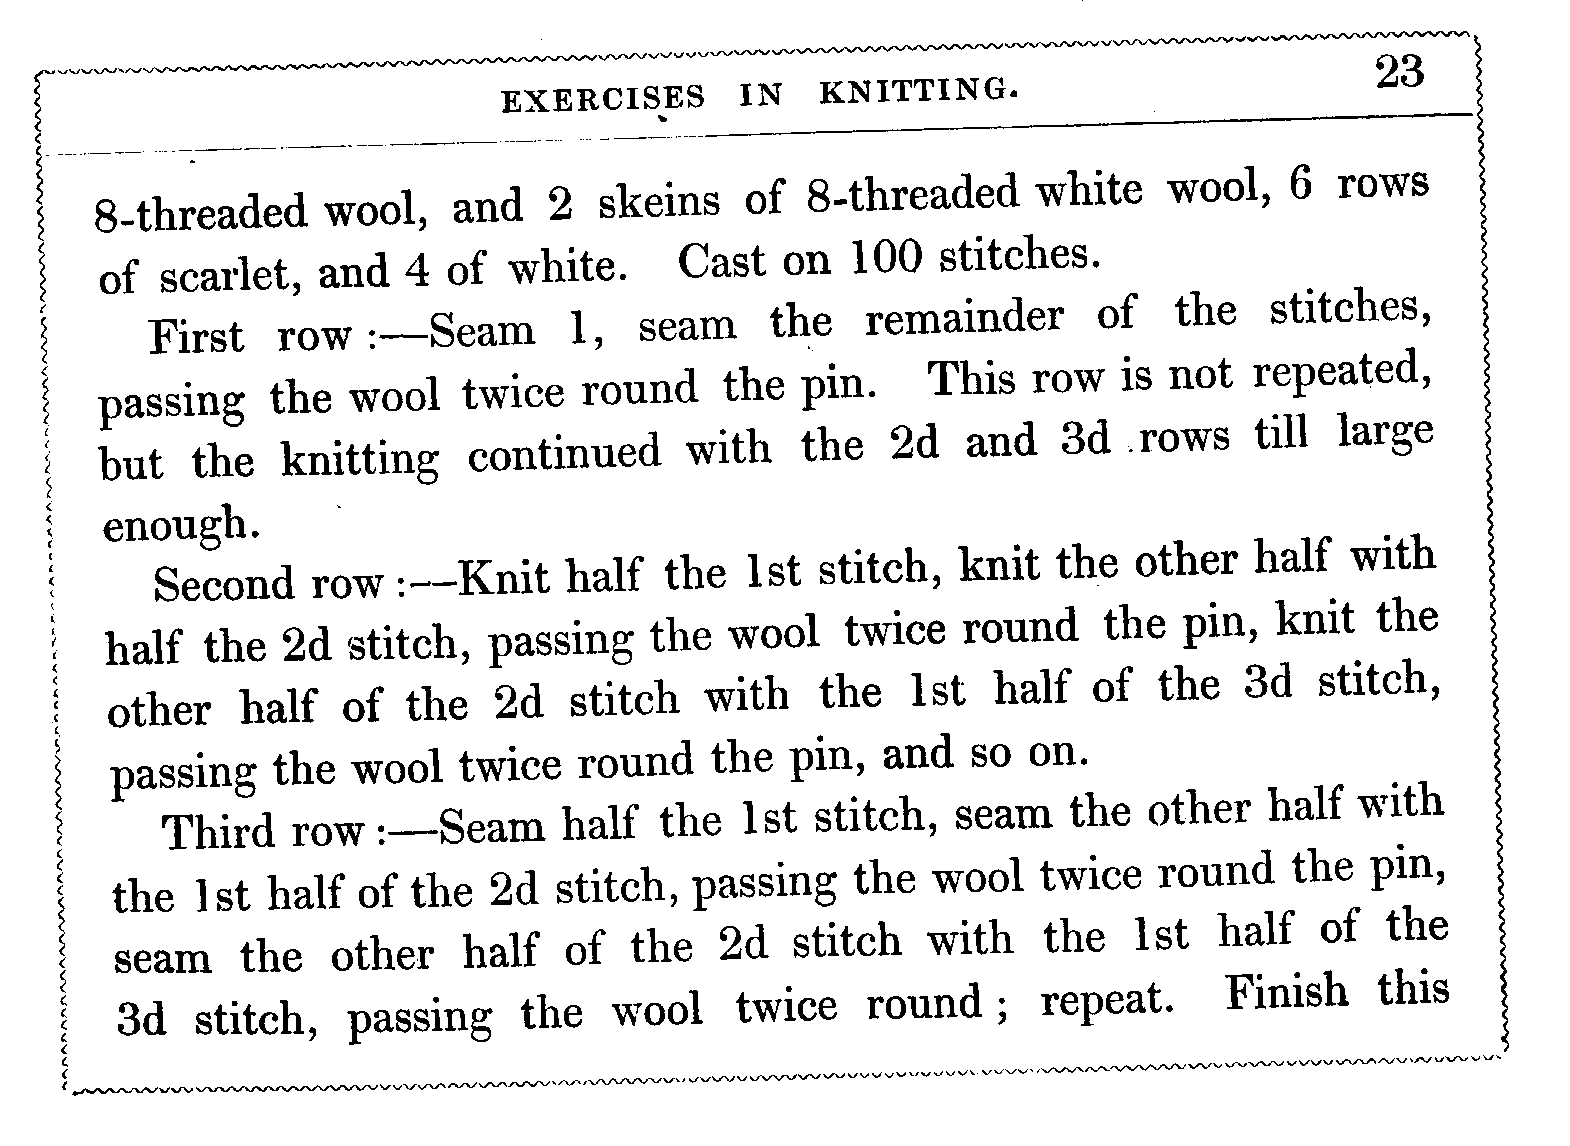 EXERCISES IN KNITTING. 23
8-threaded wool, and 2 skeins of 8-threaded white wool, 6 rows
of scarlet, and 4 of white. Cast on 100 stitches.
First row :—Seam 1, seam the remainder of the stitches,
passing the wool twice round the pin. This row is not repeated,
but the knitting continued with the 2d and 3d rows till large
enough.
Second row :—Knit half the 1st stitch, knit the other half with
half the 2d stitch, passing the wool twice round the pin, knit the
other half of the 2d stitch with the 1st half of the 3d stitch,
passing the wool twice round the pin, and so on.
Third row :—Seam half the 1st stitch, seam the other half with
the 1st half of the 2d stitch, passing the wool twice round the pin,
seam the other half of the 2d stitch with the 1st half of the
3d stitch, passing the wool twice round ; repeat. Finish this